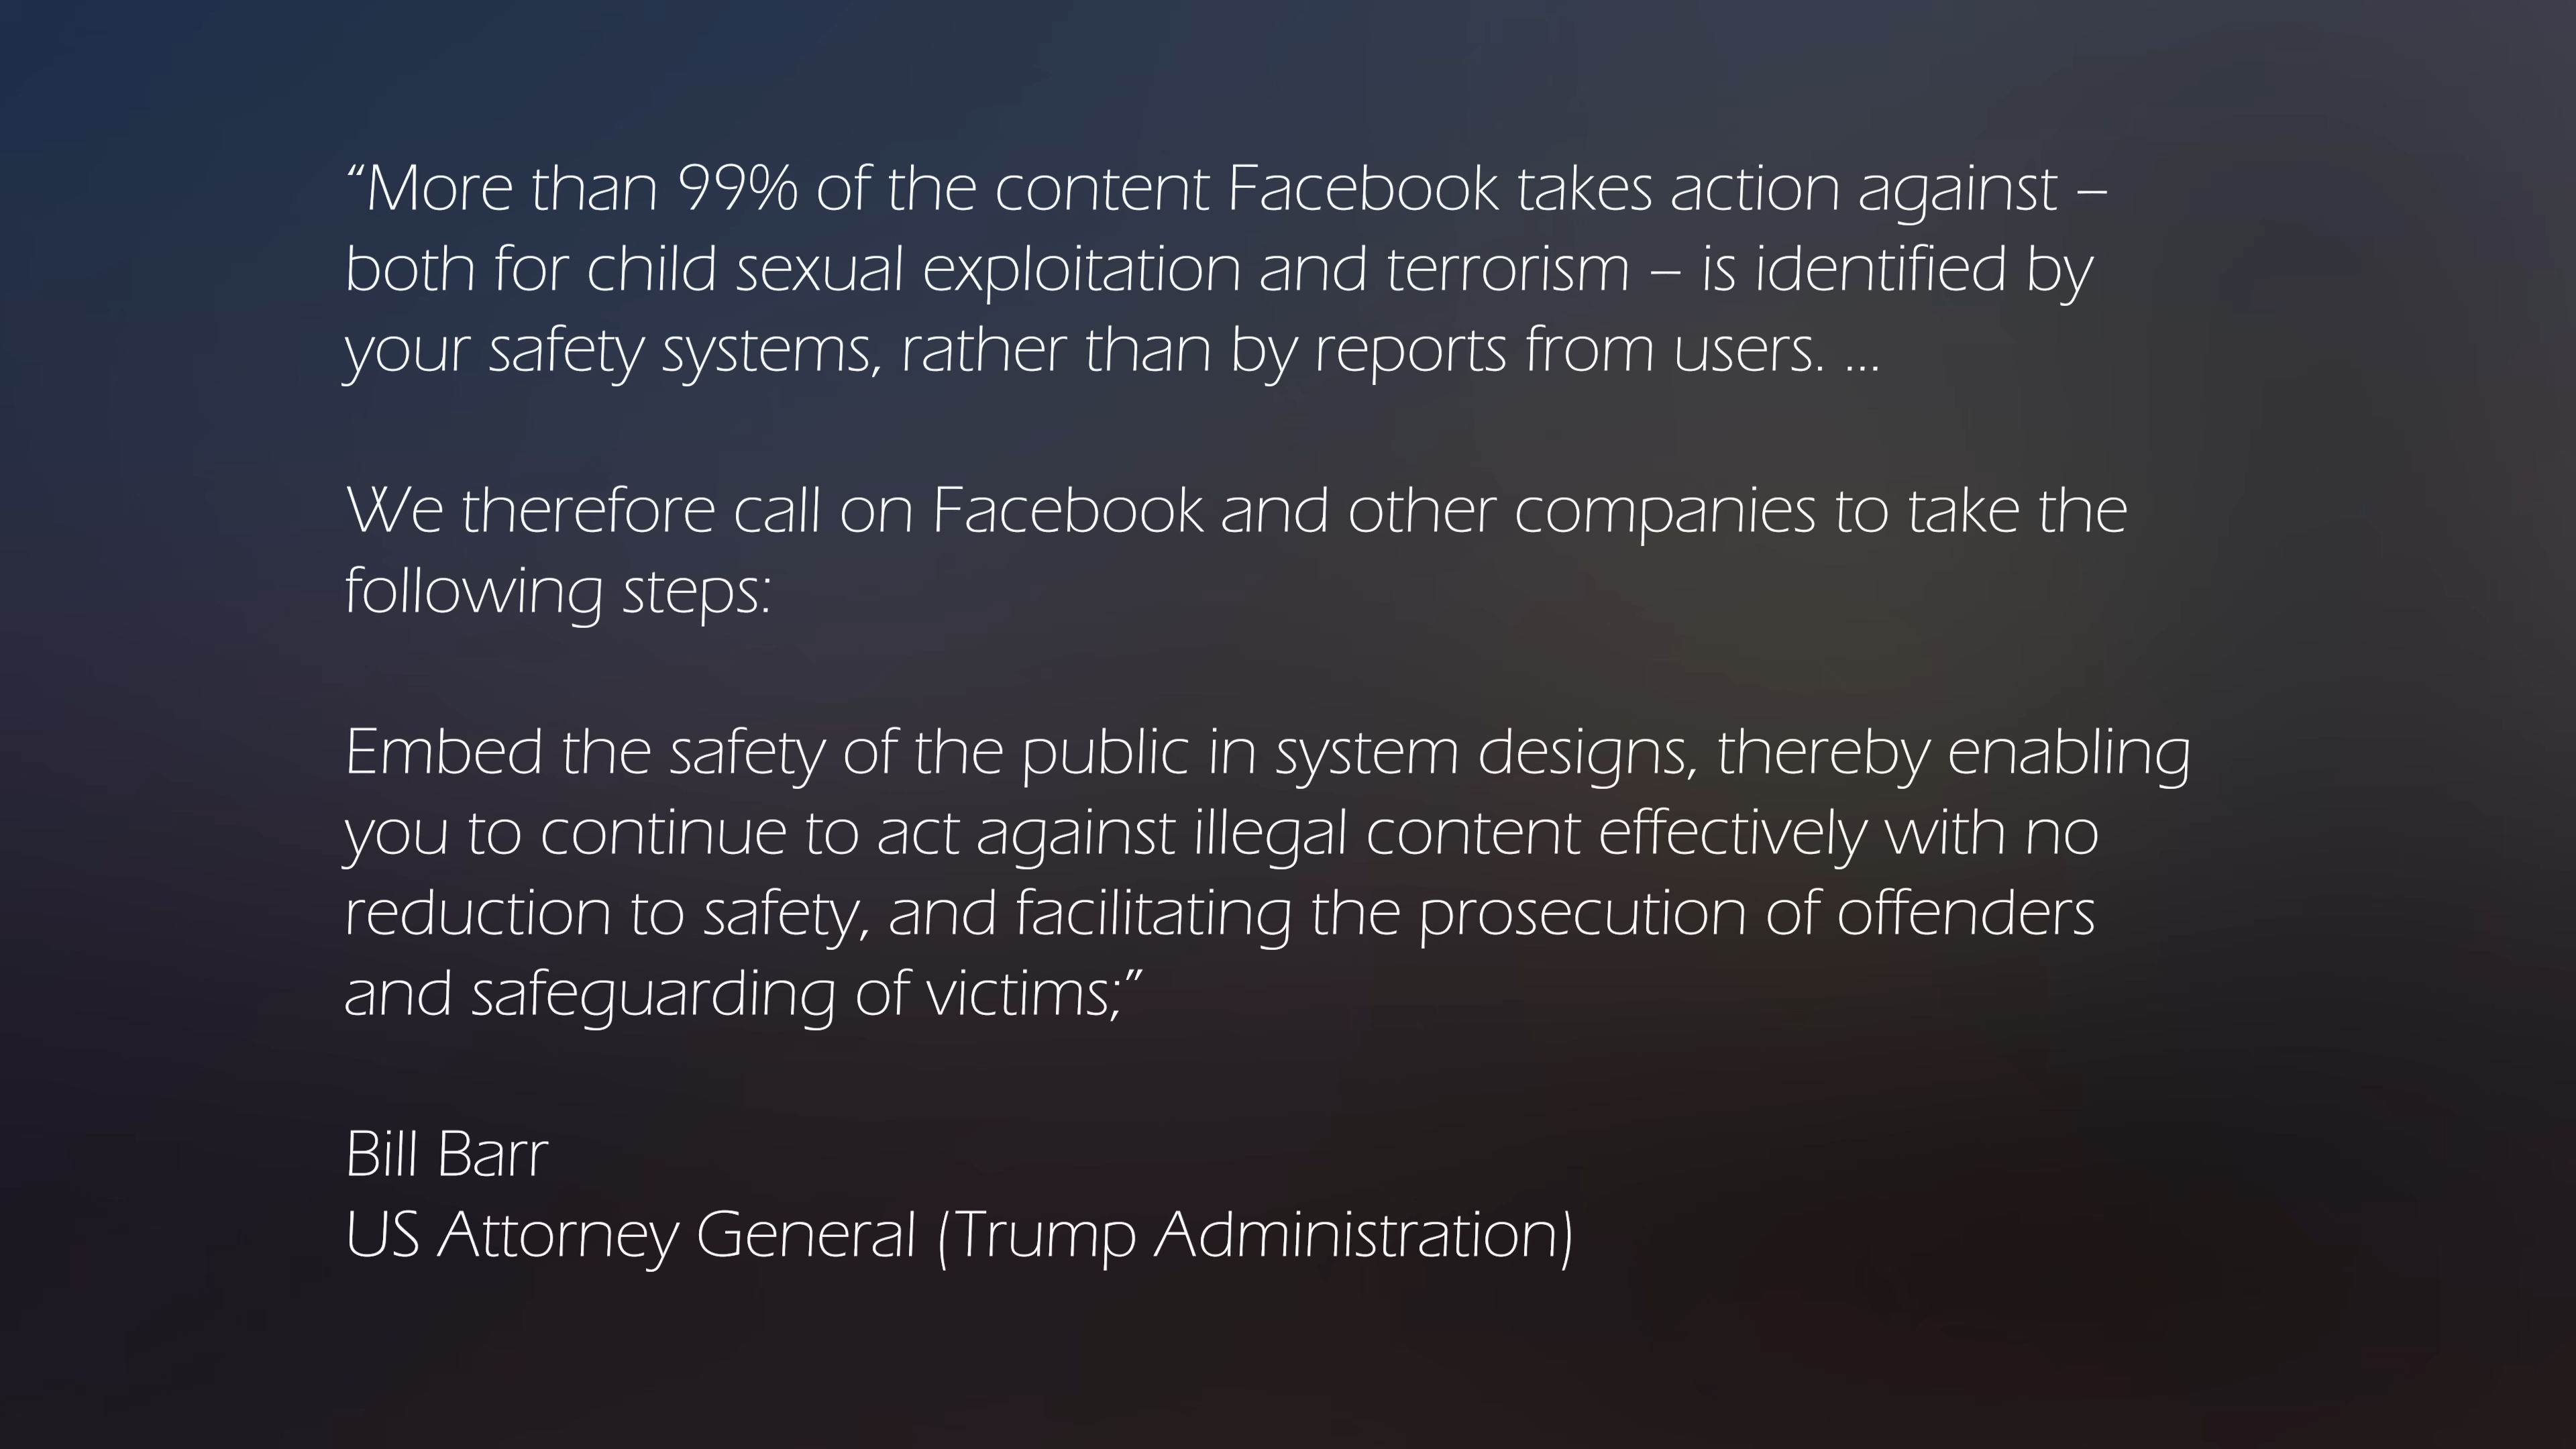 “More than 99% of the content Facebook takes action against –
both for child sexual exploitation and terrorism – is identified by
your safety systems, rather than by reports from users. ...
We therefore call on Facebook and other companies to take the
following steps:
Embed the safety of the public in system designs, thereby enabling
you to continue to act against illegal content effectively with no
reduction to safety, and facilitating the prosecution of offenders
and safeguarding of victims;”
Bill Barr
US Attorney General (Trump Administration)